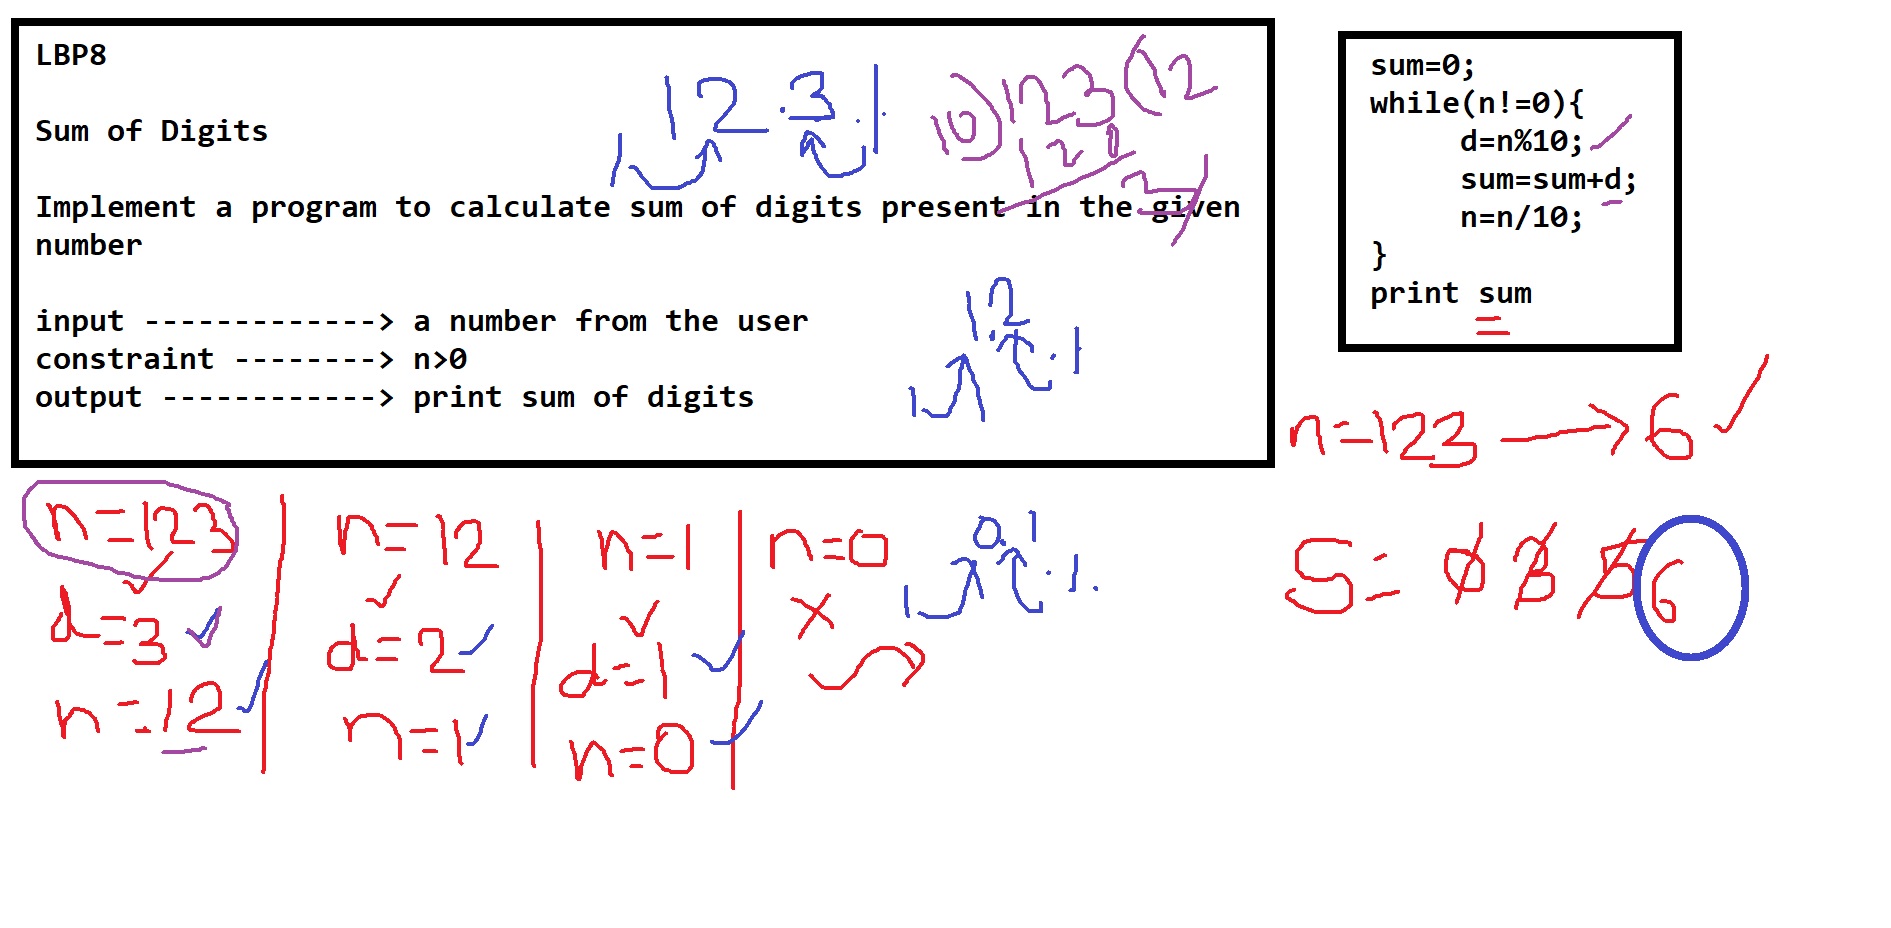 LBP8
Sum of Digits
Implement a program to calculate sum of digits present in the given
number
input -------------> a number from the user
constraint --------> n>0
output ------------> print sum of digits
12.3
1
10)123(12
120
3
1.2
1
sum=0;
while(n!=0){
d=n%10;
sum=sum+d;
n=n/10;
}
print sum
n=123 → 6
S= 0 3 5 6
n=123
d=3
n=12
n=12
d=2
n=1
n=1
d=1
n=0
n=0
0.1
1